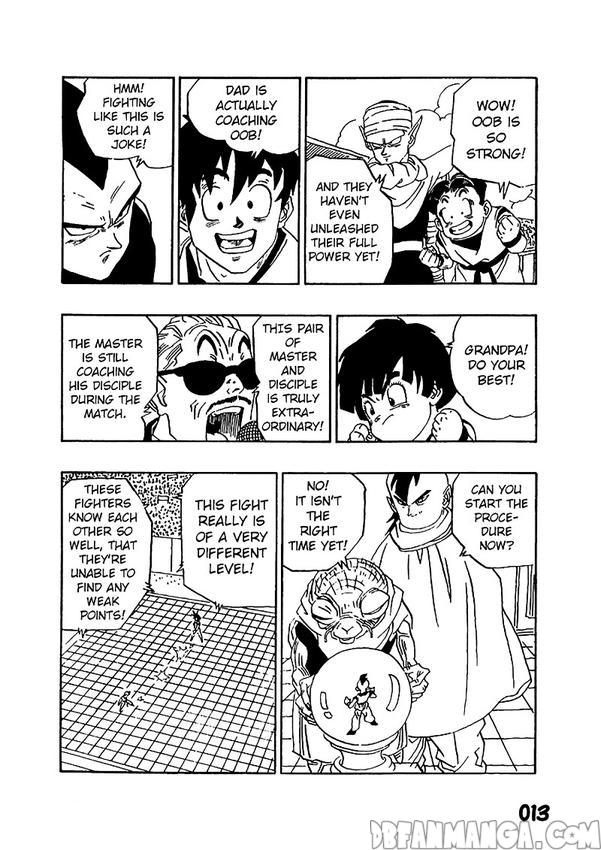 WOW!
OOB IS
SO
STRONG!
AND THEY
HAVEN'T
EVEN
UNLEASHED
THEIR FULL
POWER YET!
DAD IS
ACTUALLY
COACHING
OOB!
HMM!
FIGHTING
LIKE THIS
IS SUCH
A JOKE!
GRANDPA!
DO YOUR
BEST!
THIS PAIR
OF
MASTER
AND
DISCIPLE
IS TRULY
EXTRA-
ORDINARY!
THE MASTER
IS STILL
COACHING
HIS DISCIPLE
DURING THE
MATCH.
CAN YOU
START
THE
PROCE-
DURE
NOW?
NO!
IT ISN'T
THE
RIGHT
TIME YET!
THIS FIGHT
REALLY IS
OF A VERY
DIFFERENT
LEVEL!
THESE
FIGHTERS
KNOW EACH
OTHER SO
WELL, THAT
THEY'RE
UNABLE TO
FIND ANY
WEAK
POINTS!
013
DBFANMANGA.COM